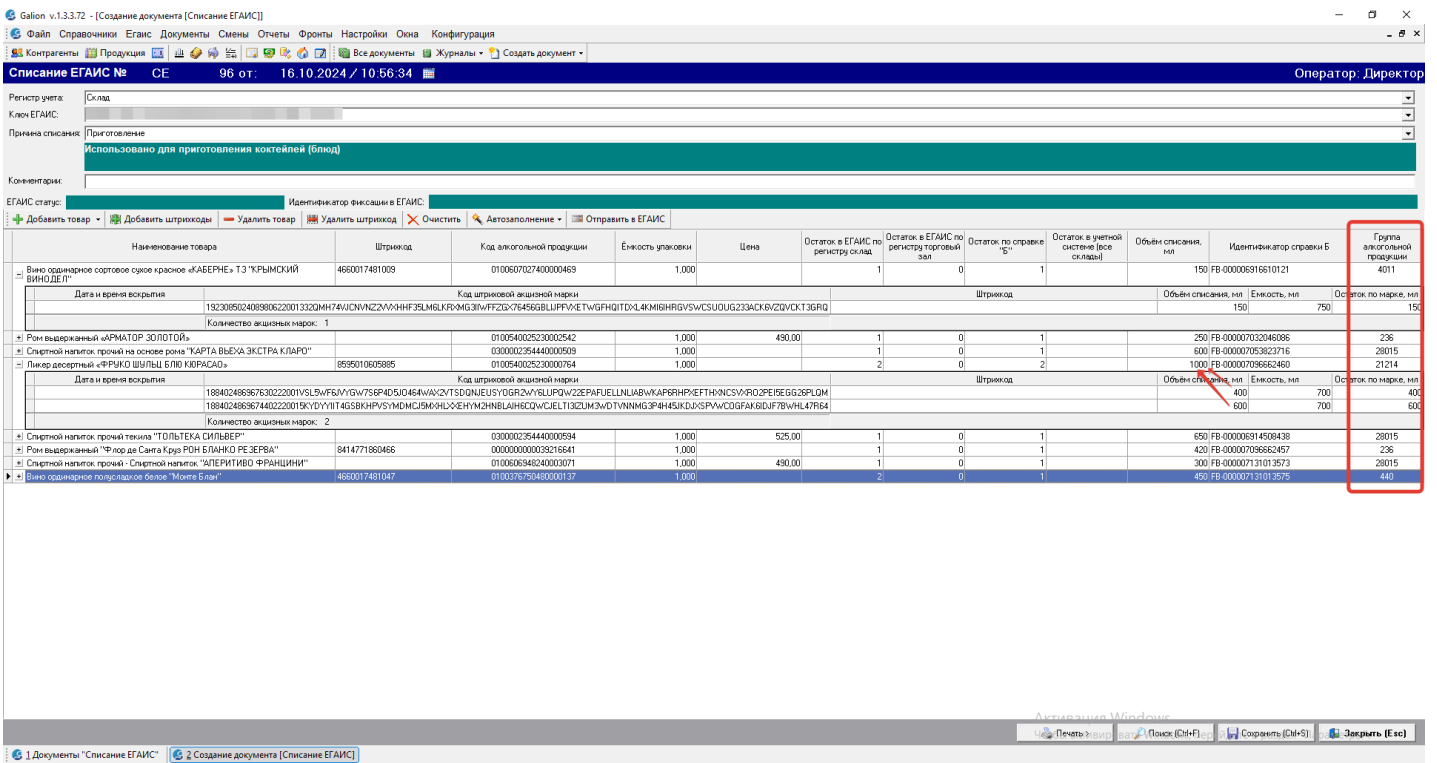 Galion v.1.3.3.72 - [Создание документа [Списание ЕГАИС]]
Файл Справочники Егаис Документы Смены Отчеты Фронты Настройки Окна Конфигурация
Контрагенты Продукция Все документы Журналы Создать документ
Списание ЕГАИС № СЕ 96 от: 16.10.2024 / 10:56:34 Оператор: Директор
Регистр учета: Склад
Ключ ЕГАИС:
Причина списания: Приготовление
Использовано для приготовления коктейлей (блюд)
Комментарии:
ЕГАИС статус: Идентификатор фиксации в ЕГАИС:
Добавить товар Добавить штрихкоды Удалить товар Удалить штрихкод Очистить Автозаполнение Отправить в ЕГАИС
Наименование товара Штрихкод Код алкогольной продукции Ёмкость упаковки Цена Остаток в ЕГАИС по регистру склад Остаток в ЕГАИС по регистру торговый зал Остаток по справке "Б" Остаток в учетной системе (все склады) Объём списания, мл Идентификатор справки Б Группа алкогольной продукции
Вино ординарное сортовое сухое красное «КАБЕРНЕ» ТЗ "КРЫМСКИЙ ВИНОДЕЛ" 4660017481009 0100607027400000469 1,000 1 0 1 150 FB-000006916610121 4011
Дата и время вскрытия Код штриховой акцизной марки Штрихкод Объём списания, мл Емкость, мл Остаток по марке, мл
150 750 150
Количество акцизных марок: 1
Ром выдержанный «АРМАТОР ЗОЛОТОЙ» 0100540025230002542 1,000 490,00 1 0 1 250 FB-000007032046086 236
Спиртной напиток прочий на основе рома "КАРТА ВЬЕХА ЭКСТРА КЛАРО" 0300002354440000509 1,000 1 0 1 600 FB-000007053823716 28015
Ликер десертный «ФРУКО ШУЛЬЦ БЛЮ КЮРАСАО» 8595010605885 0100540025230000764 1,000 2 0 2 1000 FB-000007096662460 21214
Дата и время вскрытия Код штриховой акцизной марки Штрихкод Объём списания, мл Емкость, мл Остаток по марке, мл
400 700 400
600 700 600
Количество акцизных марок: 2
Спиртной напиток прочий текила "ТОЛЬТЕКА СИЛЬВЕР" 0300002354440000594 1,000 525,00 1 0 1 650 FB-000006914508438 28015
Ром выдержанный "Флор де Санта Круз РОН БЛАНКО РЕЗЕРВА" 8414771860466 0000000000039216641 1,000 1 0 1 420 FB-000007096662457 236
Спиртной напиток прочий - Спиртной напиток "АПЕРИТИВО ФРАНЦИНИ" 0100606948240003071 1,000 490,00 1 0 1 300 FB-000007131013573 28015
Вино ординарное полусладкое белое "Монте Блан" 4660017481047 0100376750480000137 1,000 2 0 1 450 FB-000007131013575 440
Активация Windows
Печать > Поиск (Ctrl+F) Сохранить (Ctrl+S) Закрыть (Esc)
1 Документы "Списание ЕГАИС" 2 Создание документа [Списание ЕГАИС]